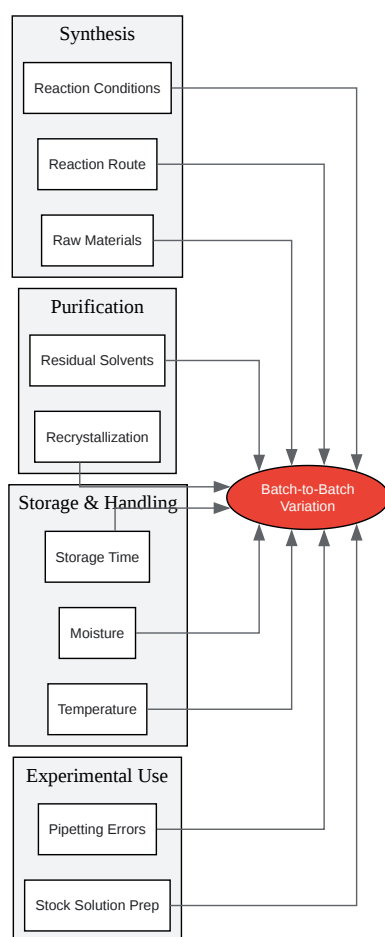 Synthesis
Reaction Conditions
Reaction Route
Raw Materials
Purification
Residual Solvents
Recrystallization
Batch-to-Batch
Variation
Storage & Handling
Storage Time
Moisture
Temperature
Experimental Use
Pipetting Errors
Stock Solution Prep